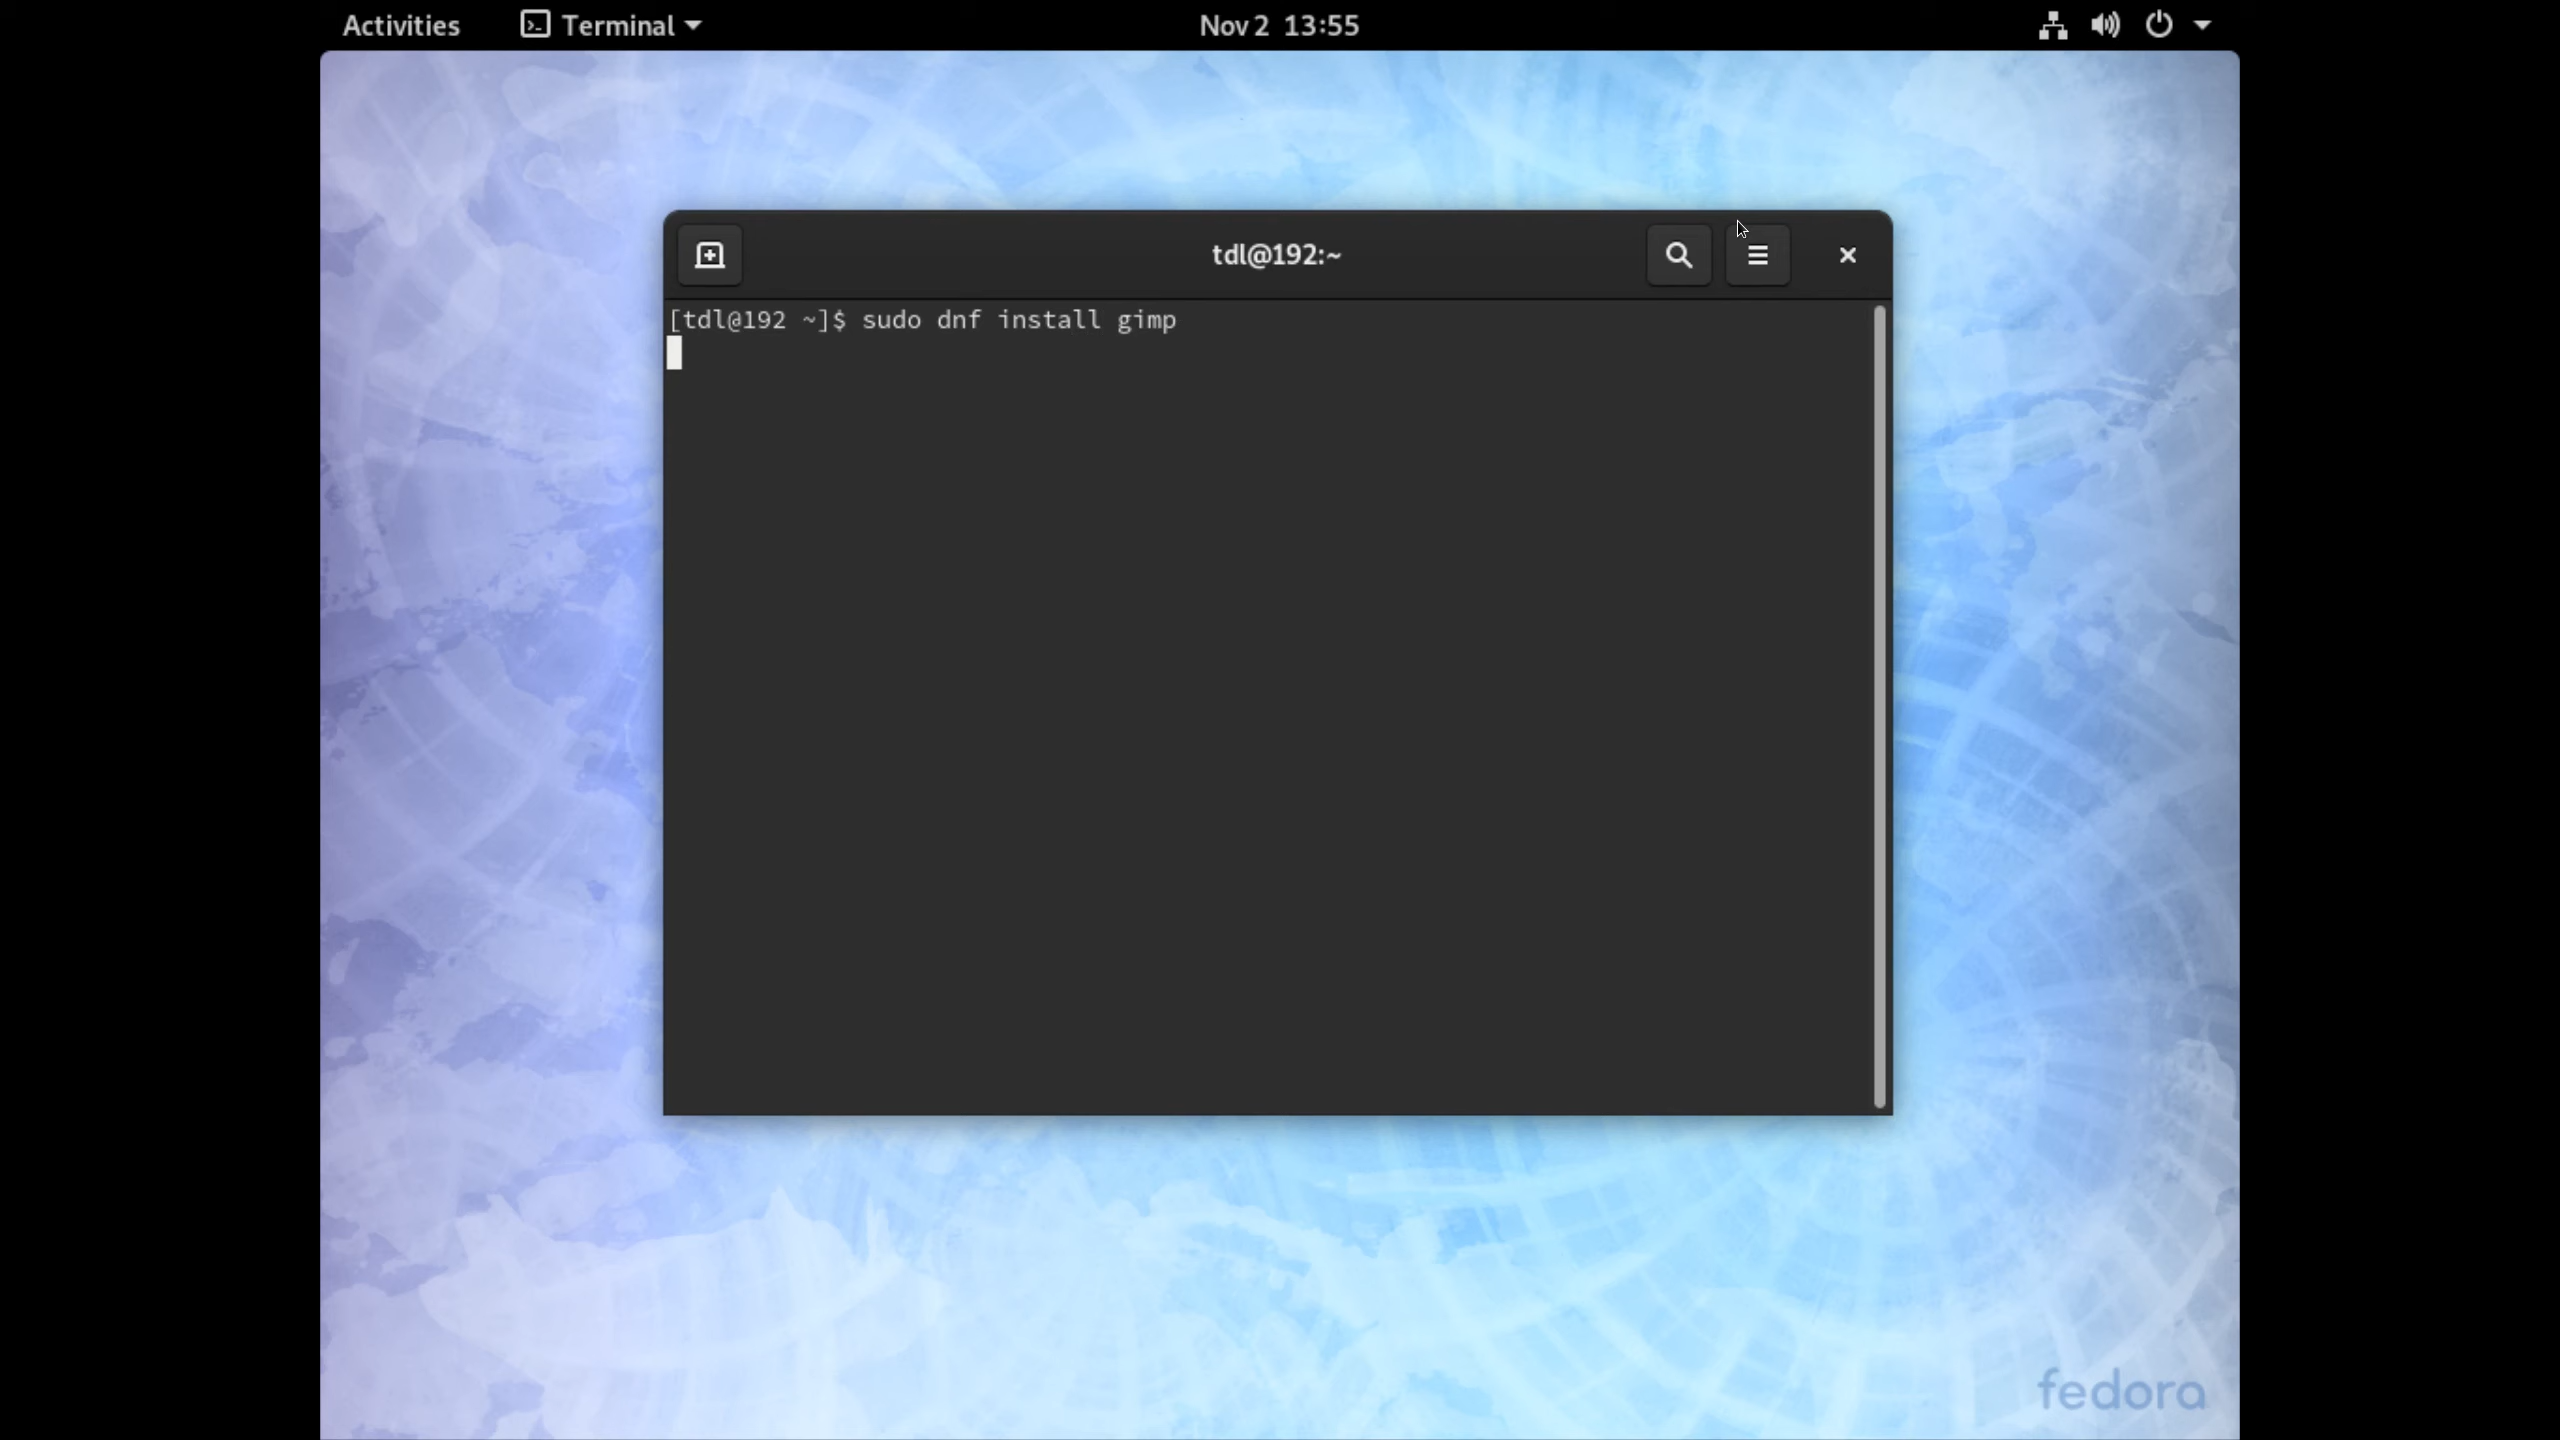 Activities Terminal Nov 2 13:55
tdl@192:~
[tdl@192 ~]$ sudo dnf install gimp
fedora